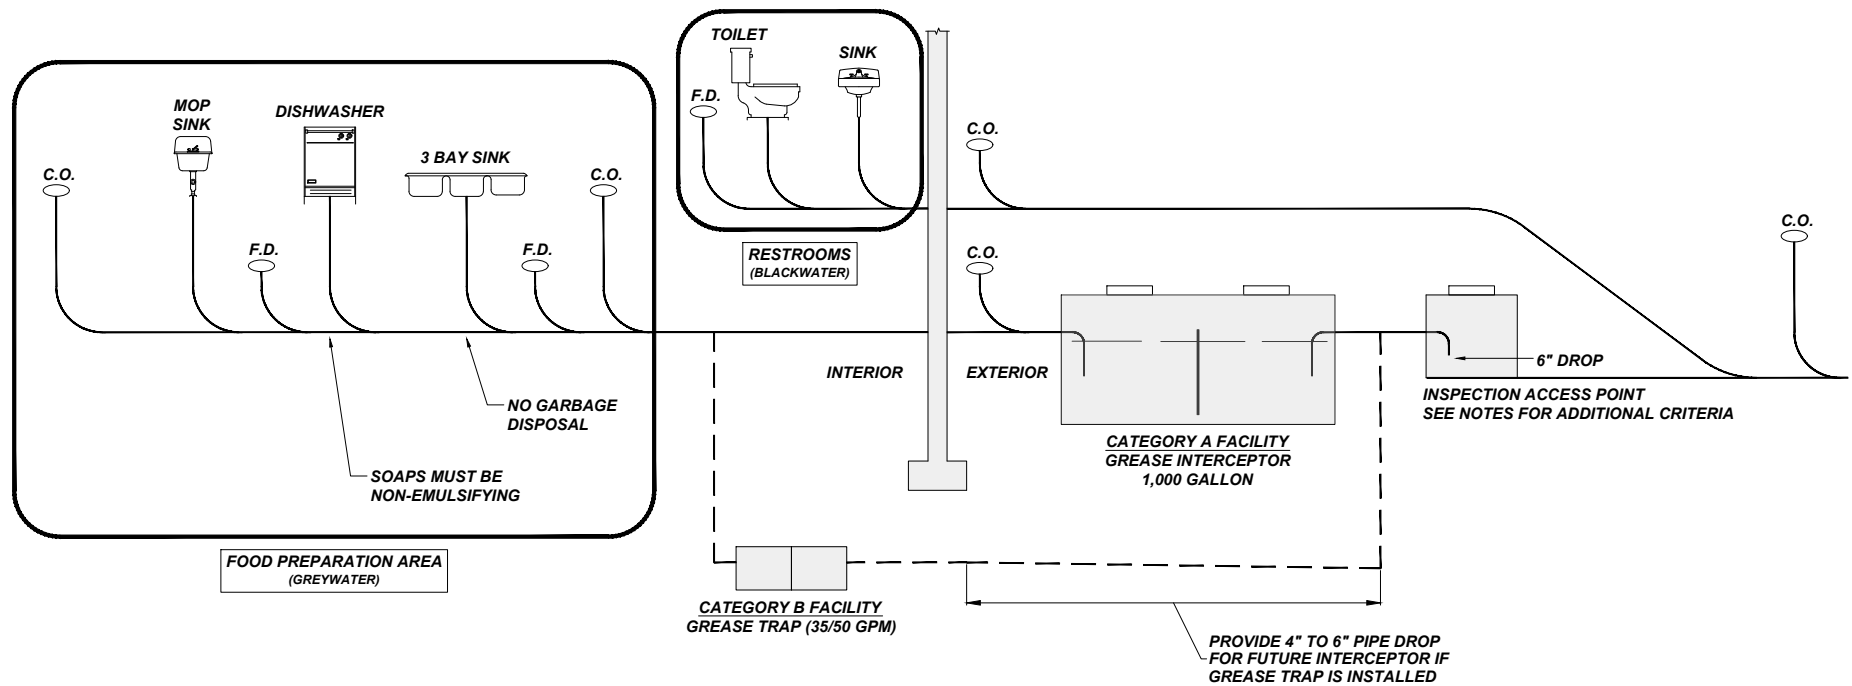 TOILET
SINK
F.D.
MOP
SINK
DISHWASHER
3 BAY SINK
C.O.
C.O.
C.O.
C.O.
F.D.
F.D.
C.O.
RESTROOMS
(BLACKWATER)
INTERIOR
EXTERIOR
6" DROP
INSPECTION ACCESS POINT
SEE NOTES FOR ADDITIONAL CRITERIA
NO GARBAGE
DISPOSAL
SOAPS MUST BE
NON-EMULSIFYING
CATEGORY A FACILITY
GREASE INTERCEPTOR
1,000 GALLON
FOOD PREPARATION AREA
(GREYWATER)
CATEGORY B FACILITY
GREASE TRAP (35/50 GPM)
PROVIDE 4" TO 6" PIPE DROP
FOR FUTURE INTERCEPTOR IF
GREASE TRAP IS INSTALLED